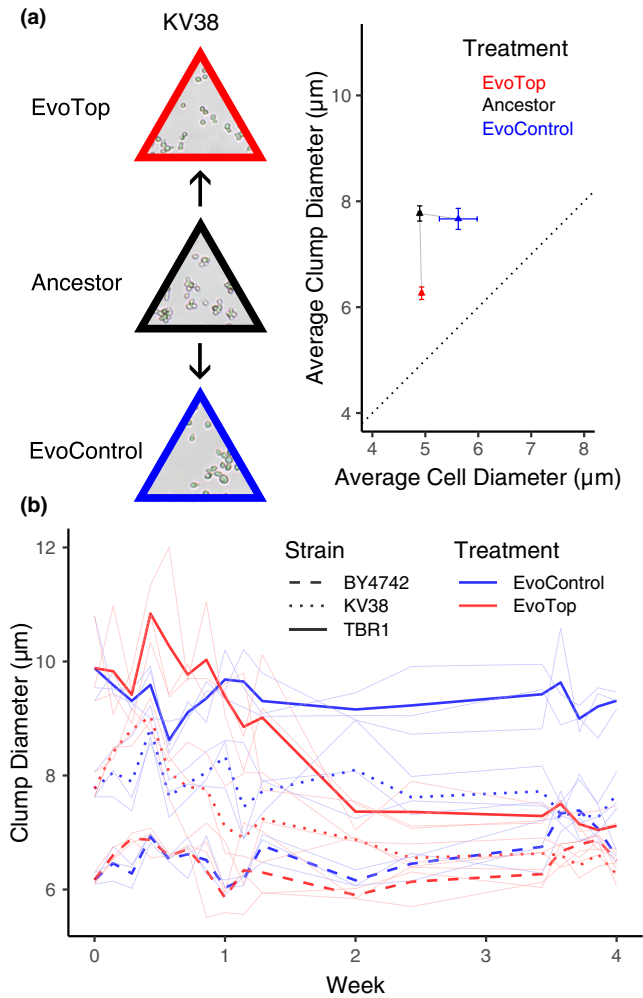 (a)
KV38
EvoTop
Ancestor
EvoControl
Treatment
EvoTop
Ancestor
EvoControl
Average Clump Diameter (µm)
10
8
6
4
4 5 6 7 8
Average Cell Diameter (µm)
(b)
Strain
BY4742
KV38
TBR1
Treatment
EvoControl
EvoTop
Clump Diameter (µm)
12
10
8
6
0 1 2 3 4
Week